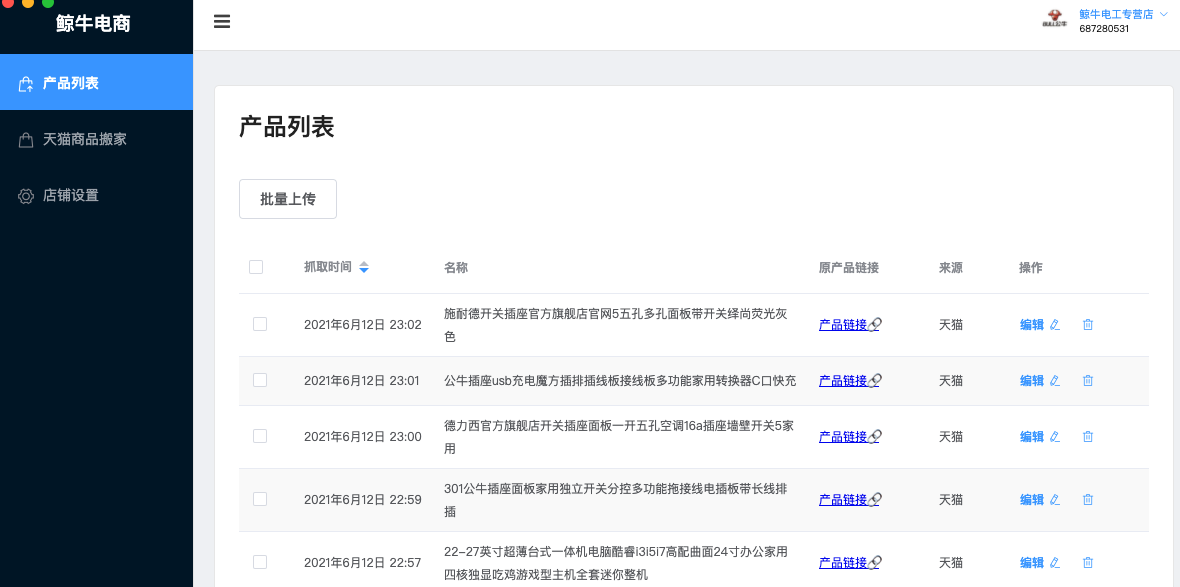 鲸牛电商
鲸牛电工专营店
687280531
产品列表
天猫商品搬家
店铺设置
产品列表
批量上传
抓取时间 名称 原产品链接 来源 操作
2021年6月12日 23:02 施耐德开关插座官方旗舰店官网5五孔多孔面板带开关绎尚荧光灰
色 产品链接 天猫 编辑
2021年6月12日 23:01 公牛插座usb充电魔方插排插线板接线板多功能家用转换器C口快充 产品链接 天猫 编辑
2021年6月12日 23:00 德力西官方旗舰店开关插座面板一开五孔空调16a插座墙壁开关5家
用 产品链接 天猫 编辑
2021年6月12日 22:59 301公牛插座面板家用独立开关分控多功能拖接线电插板带长线排
插 产品链接 天猫 编辑
2021年6月12日 22:57 22-27英寸超薄台式一体机电脑酷睿i3i5i7高配曲面24寸办公家用
四核独显吃鸡游戏型主机全套迷你整机 产品链接 天猫 编辑